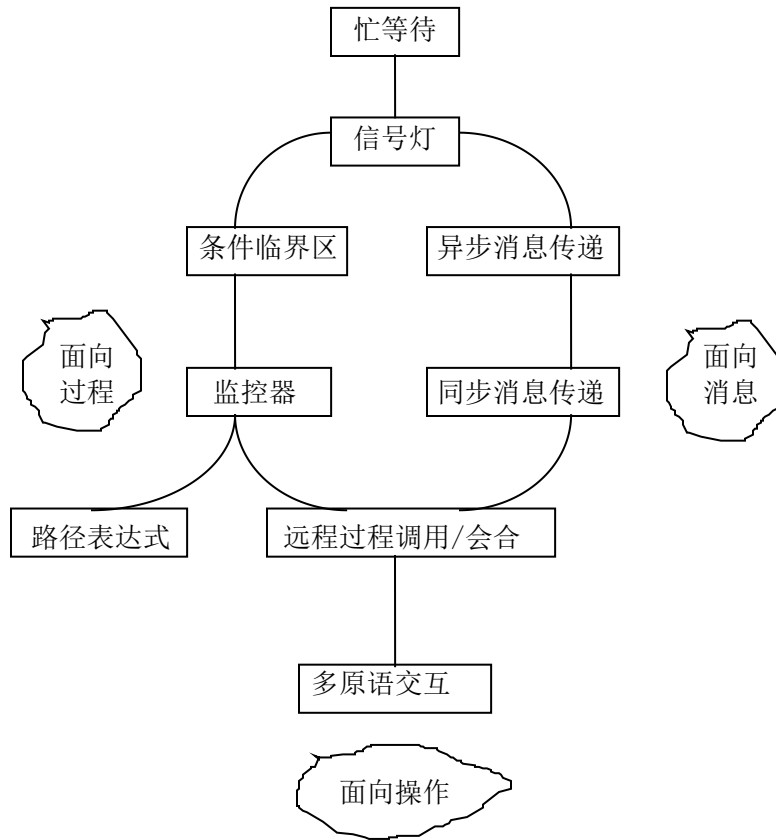 忙等待
信号灯
条件临界区
异步消息传递
面向
过程
监控器
同步消息传递
面向
消息
路径表达式
远程过程调用/会合
多原语交互
面向操作